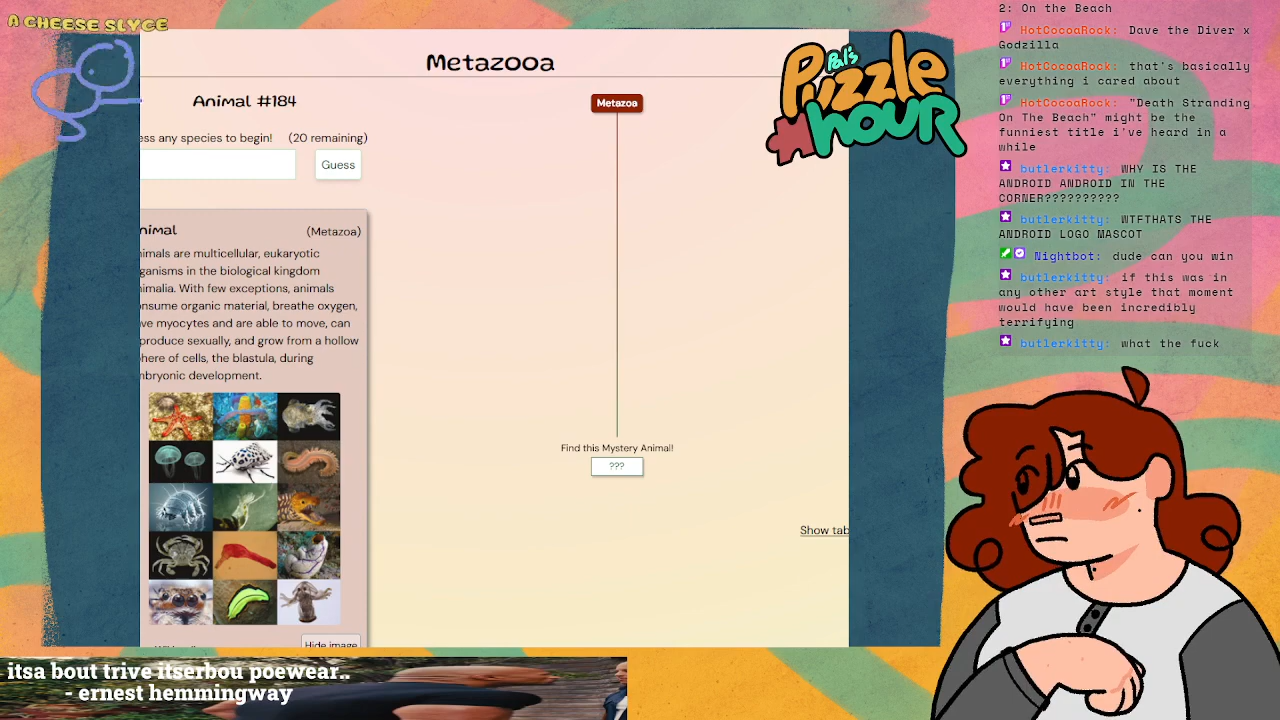 A CHEESE SLYCE
Metazooa
Pal's
Puzzle
hOUR
Animal #184
ess any species to begin! (20 remaining)
Guess
nimal (Metazoa)
nimals are multicellular, eukaryotic
ganisms in the biological kingdom
nimalia. With few exceptions, animals
nsume organic material, breathe oxygen,
ve myocytes and are able to move, can
produce sexually, and grow from a hollow
here of cells, the blastula, during
mbryonic development.
Hide image
Metazoa
Find this Mystery Animal!
???
Show tab
2: On the Beach
HotCocoaRock: Dave the Diver x
Godzilla
HotCocoaRock: that's basically
everything i cared about
HotCocoaRock: "Death Stranding
On The Beach" might be the
funniest title i've heard in a
while
butlerkitty: WHY IS THE
ANDROID ANDROID IN THE
CORNER??????????
butlerkitty: WTFTHATS THE
ANDROID LOGO MASCOT
Nightbot: dude can you win
butlerkitty: if this was in
any other art style that moment
would have been incredibly
terrifying
butlerkitty: what the fuck
itsa bout trive itserbou poewear..
- ernest hemmingway